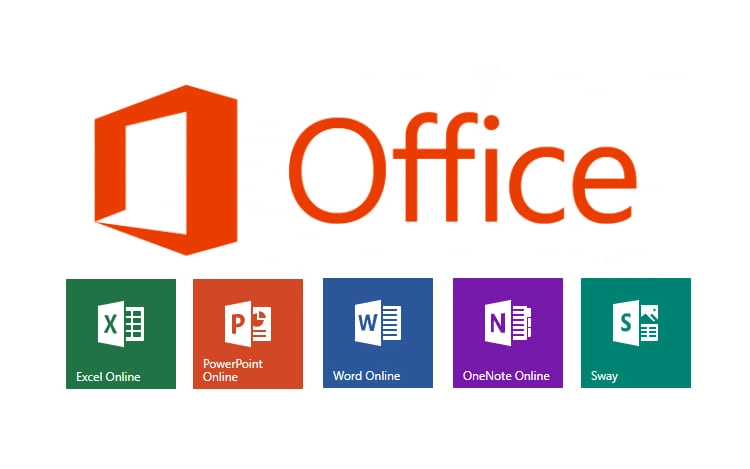 Office
X
P
W
N
S
Excel Online
PowerPoint
Online
Word Online
OneNote Online
Sway